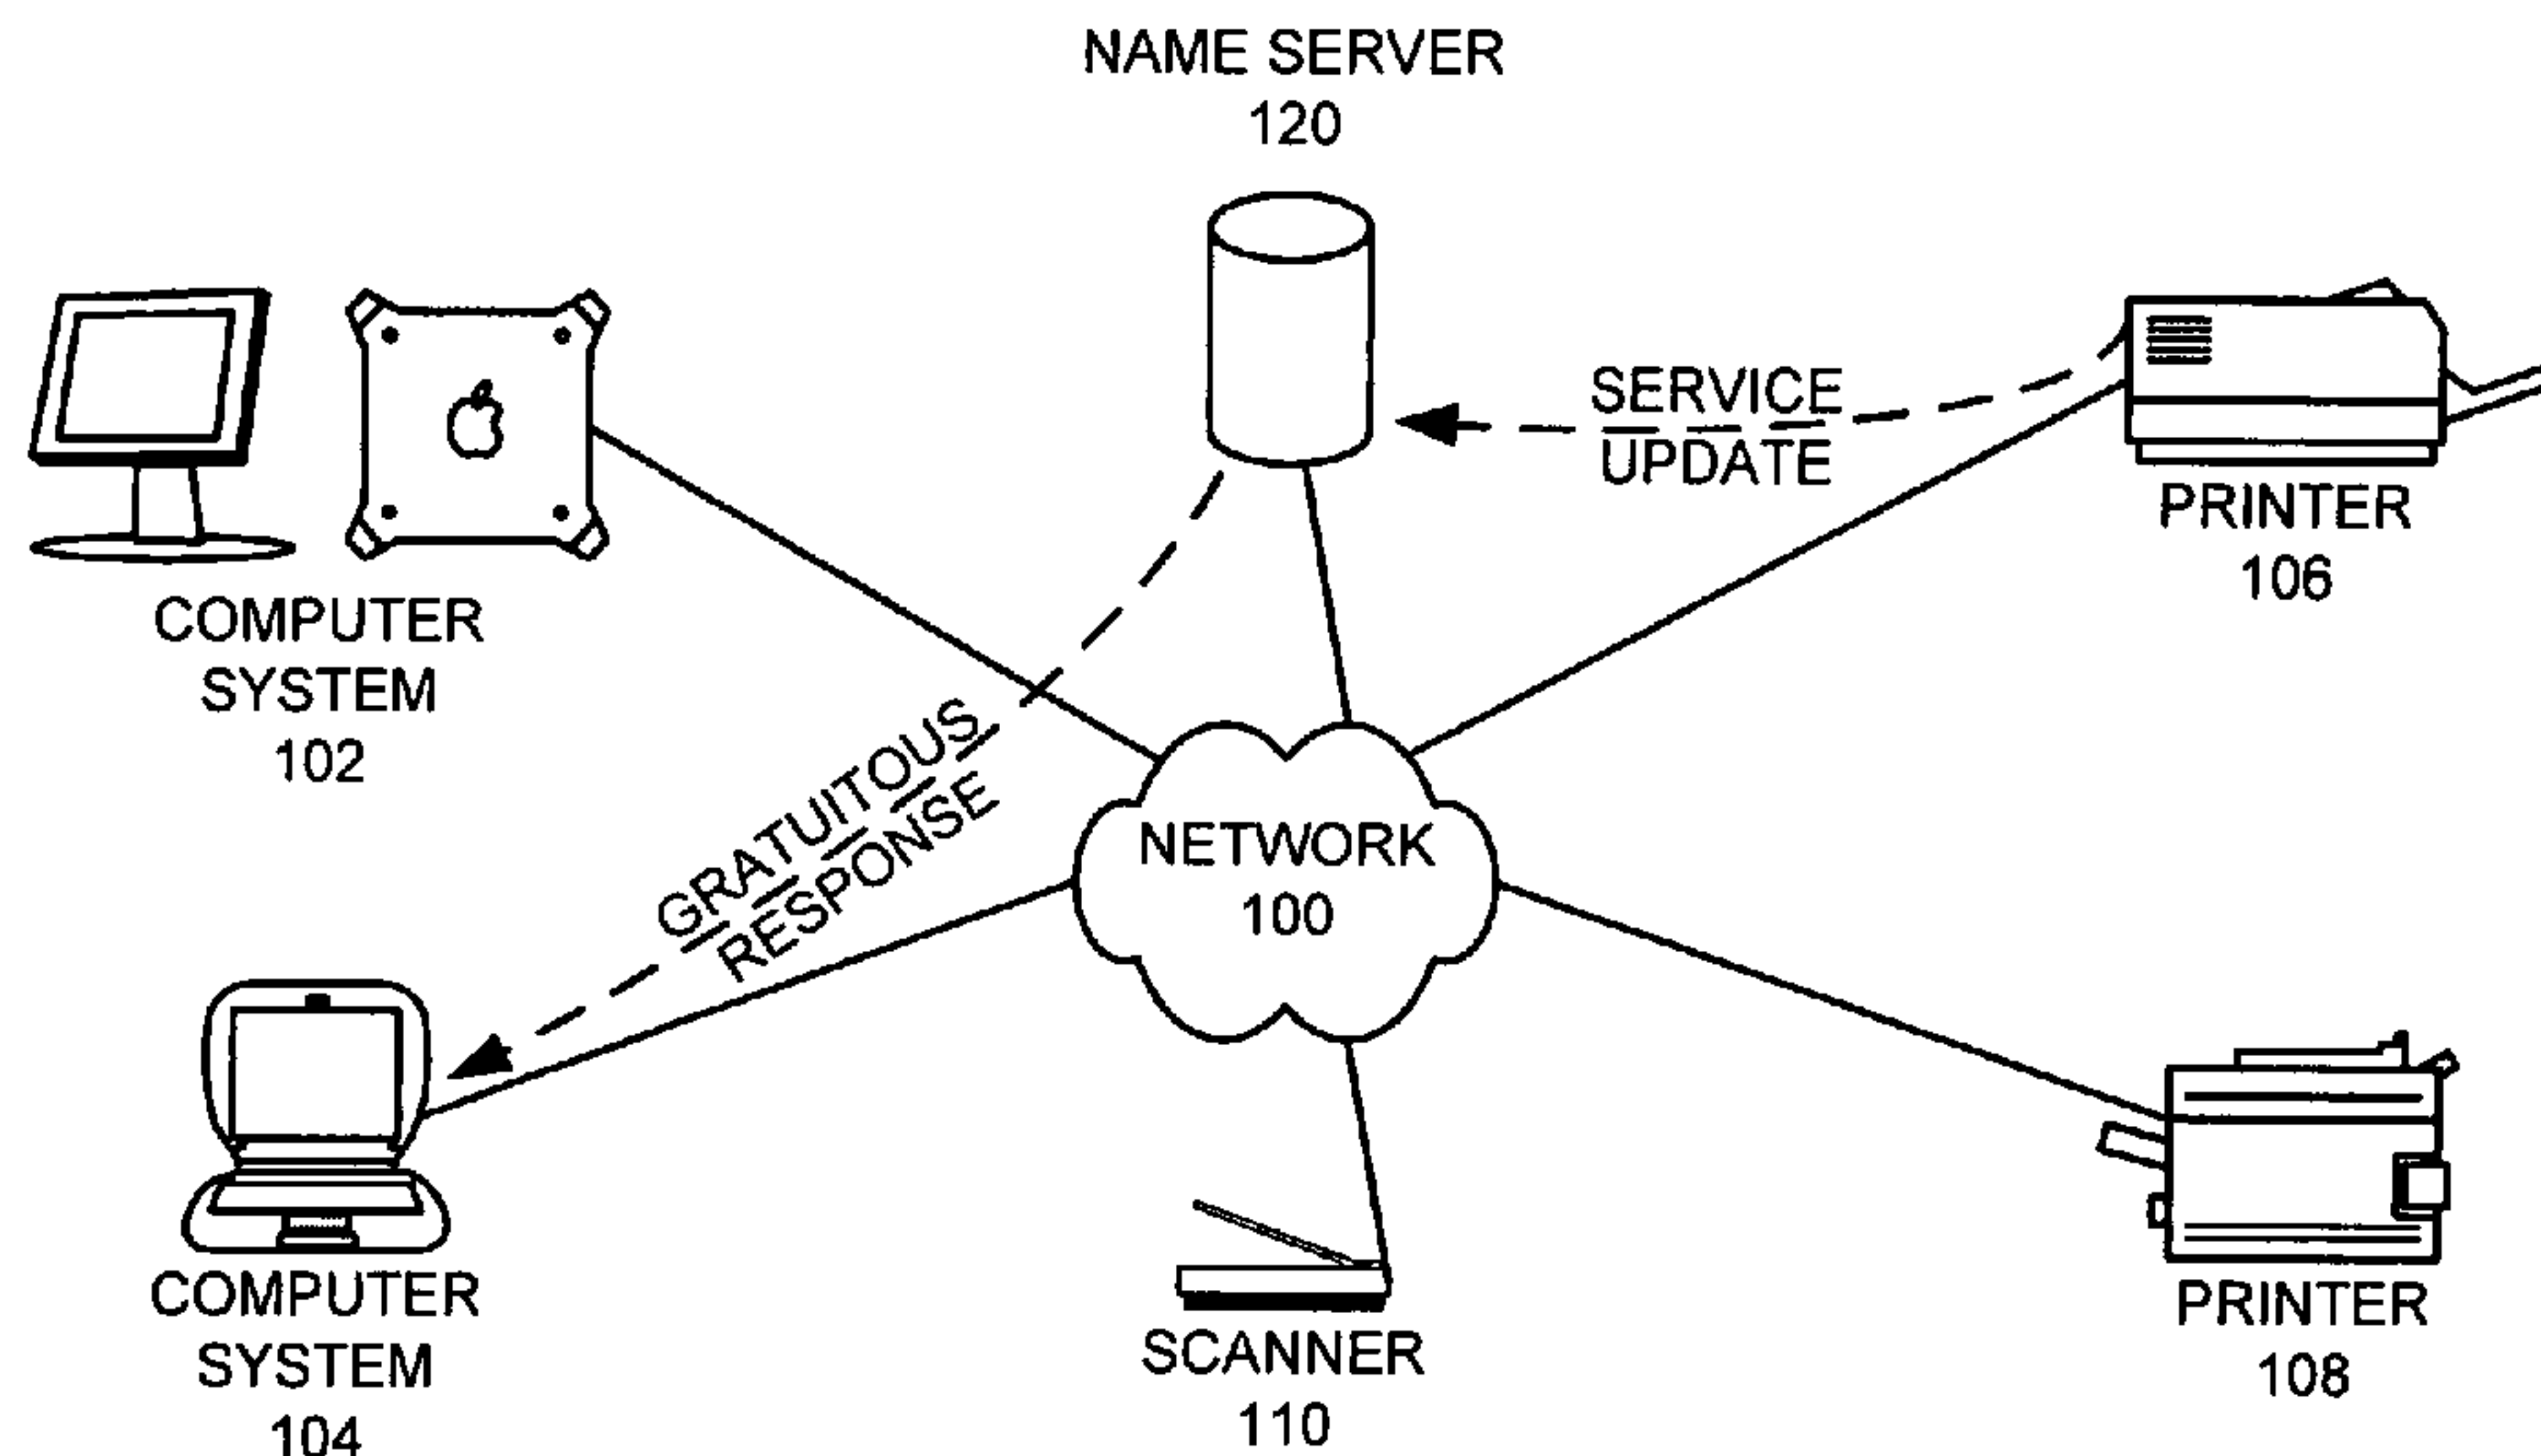 NAME SERVER
120
SERVICE
UPDATE
PRINTER
106
COMPUTER
SYSTEM
102
GRATUITOUS
RESPONSE
NETWORK
100
COMPUTER
SYSTEM
104
SCANNER
110
PRINTER
108